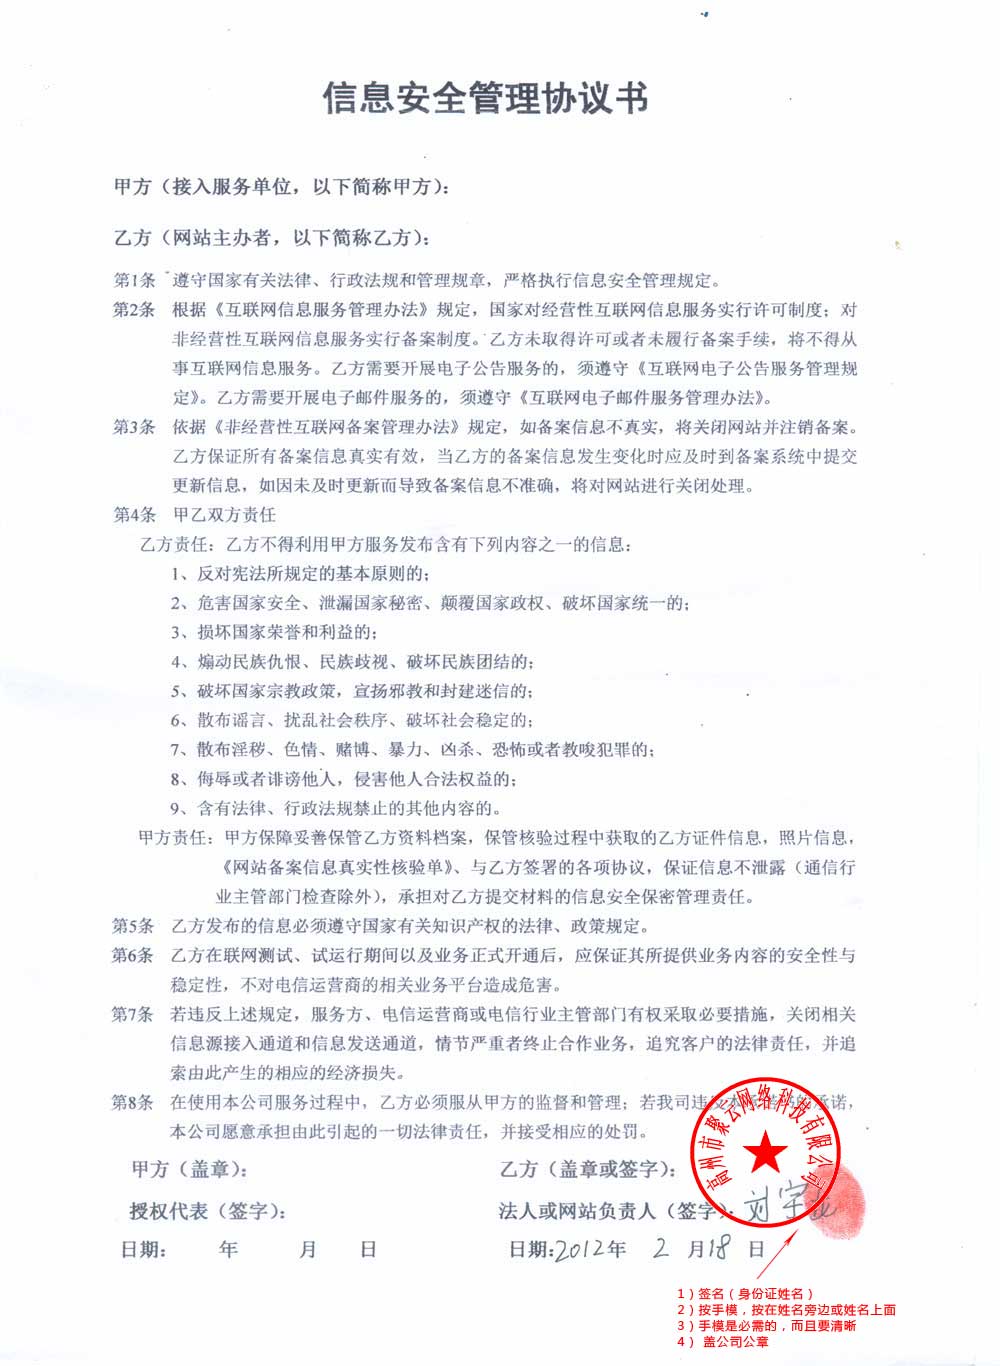 信息安全管理协议书
甲方（接入服务单位，以下简称甲方）：
乙方（网站主办者，以下简称乙方）：
第1条 遵守国家有关法律、行政法规和管理规章，严格执行信息安全管理规定。
第2条 根据《互联网信息服务管理办法》规定，国家对经营性互联网信息服务实行许可制度；对
非经营性互联网信息服务实行备案制度。乙方未取得许可或者未履行备案手续，将不得从
事互联网信息服务。乙方需要开展电子公告服务的，须遵守《互联网电子公告服务管理规
定》。乙方需要开展电子邮件服务的，须遵守《互联网电子邮件服务管理办法》。
第3条 依据《非经营性互联网备案管理办法》规定，如备案信息不真实，将关闭网站并注销备案。
乙方保证所有备案信息真实有效，当乙方的备案信息发生变化时应及时到备案系统中提交
更新信息，如因未及时更新而导致备案信息不准确，将对网站进行关闭处理。
第4条 甲乙双方责任
乙方责任：乙方不得利用甲方服务发布含有下列内容之一的信息：
1、反对宪法所规定的基本原则的；
2、危害国家安全、泄漏国家秘密、颠覆国家政权、破坏国家统一的；
3、损坏国家荣誉和利益的；
4、煽动民族仇恨、民族歧视、破坏民族团结的；
5、破坏国家宗教政策，宣扬邪教和封建迷信的；
6、散布谣言、扰乱社会秩序、破坏社会稳定的；
7、散布淫秽、色情、赌博、暴力、凶杀、恐怖或者教唆犯罪的；
8、侮辱或者诽谤他人，侵害他人合法权益的；
9、含有法律、行政法规禁止的其他内容的。
甲方责任：甲方保障妥善保管乙方资料档案，保管核验过程中获取的乙方证件信息，照片信息，
《网站备案信息真实性核验单》、与乙方签署的各项协议，保证信息不泄露（通信行
业主管部门检查除外），承担对乙方提交材料的信息安全保密管理责任。
第5条 乙方发布的信息必须遵守国家有关知识产权的法律、政策规定。
第6条 乙方在联网测试、试运行期间以及业务正式开通后，应保证其所提供业务内容的安全性与
稳定性，不对电信运营商的相关业务平台造成危害。
第7条 若违反上述规定，服务方、电信运营商或电信行业主管部门有权采取必要措施，关闭相关
信息源接入通道和信息发送通道，情节严重者终止合作业务，追究客户的法律责任，并追
索由此产生的相应的经济损失。
第8条 在使用本公司服务过程中，乙方必须服从甲方的监督和管理；若我司违反本承诺，
本公司愿意承担由此引起的一切法律责任，并接受相应的处罚。
高州市聚云网络科技有限公司
甲方（盖章）： 乙方（盖章或签字）：
授权代表（签字）： 法人或网站负责人（签字）：刘宇
日期： 年 月 日 日期：2012年 2 月18 日
1）签名（身份证姓名）
2）按手模，按在姓名旁边或姓名上面
3）手模是必需的，而且要清晰
4） 盖公司公章